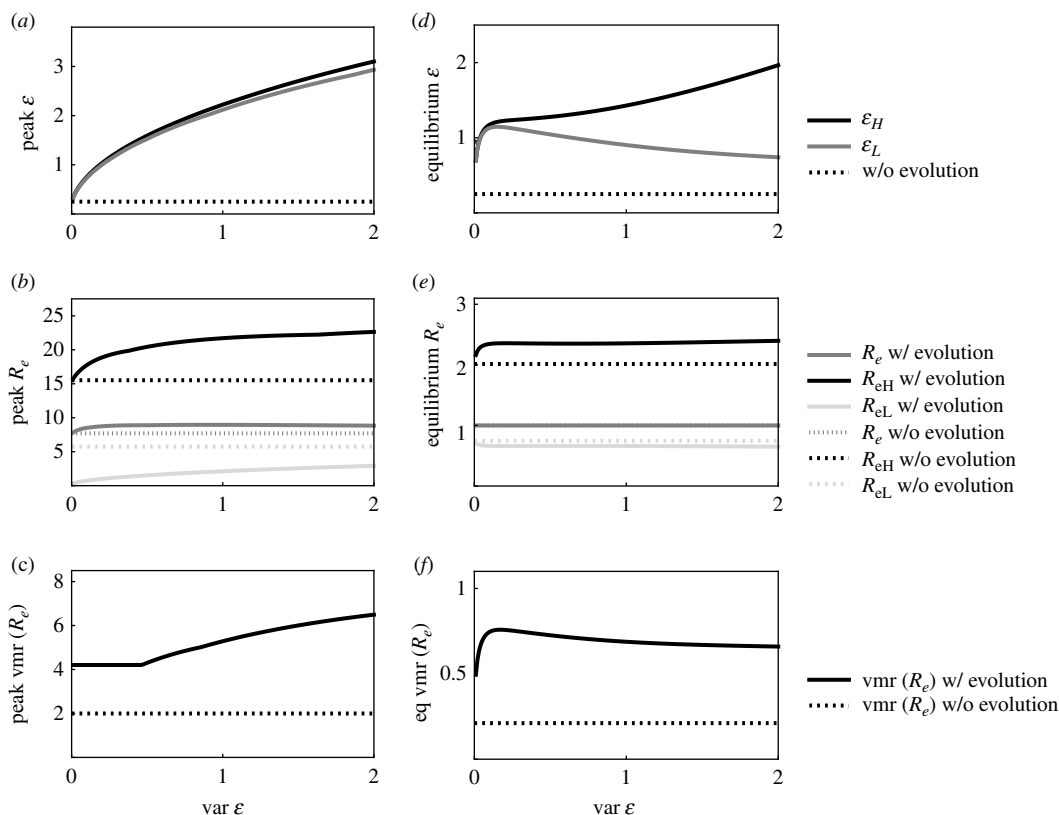 (a)
peak ε
3
2
1
0
1
2
(d)
equilibrium ε
2
1
0
1
2
ε_H
ε_L
w/o evolution
(b)
peak R_e
25
20
15
10
5
0
1
2
(e)
equilibrium R_e
3
2
1
0
1
2
R_e w/ evolution
R_eH w/ evolution
R_eL w/ evolution
R_e w/o evolution
R_eH w/o evolution
R_eL w/o evolution
(c)
peak vmr (R_e)
8
6
4
2
0
1
2
var ε
(f)
eq vmr (R_e)
1
0.5
0
1
2
var ε
vmr (R_e) w/ evolution
vmr (R_e) w/o evolution